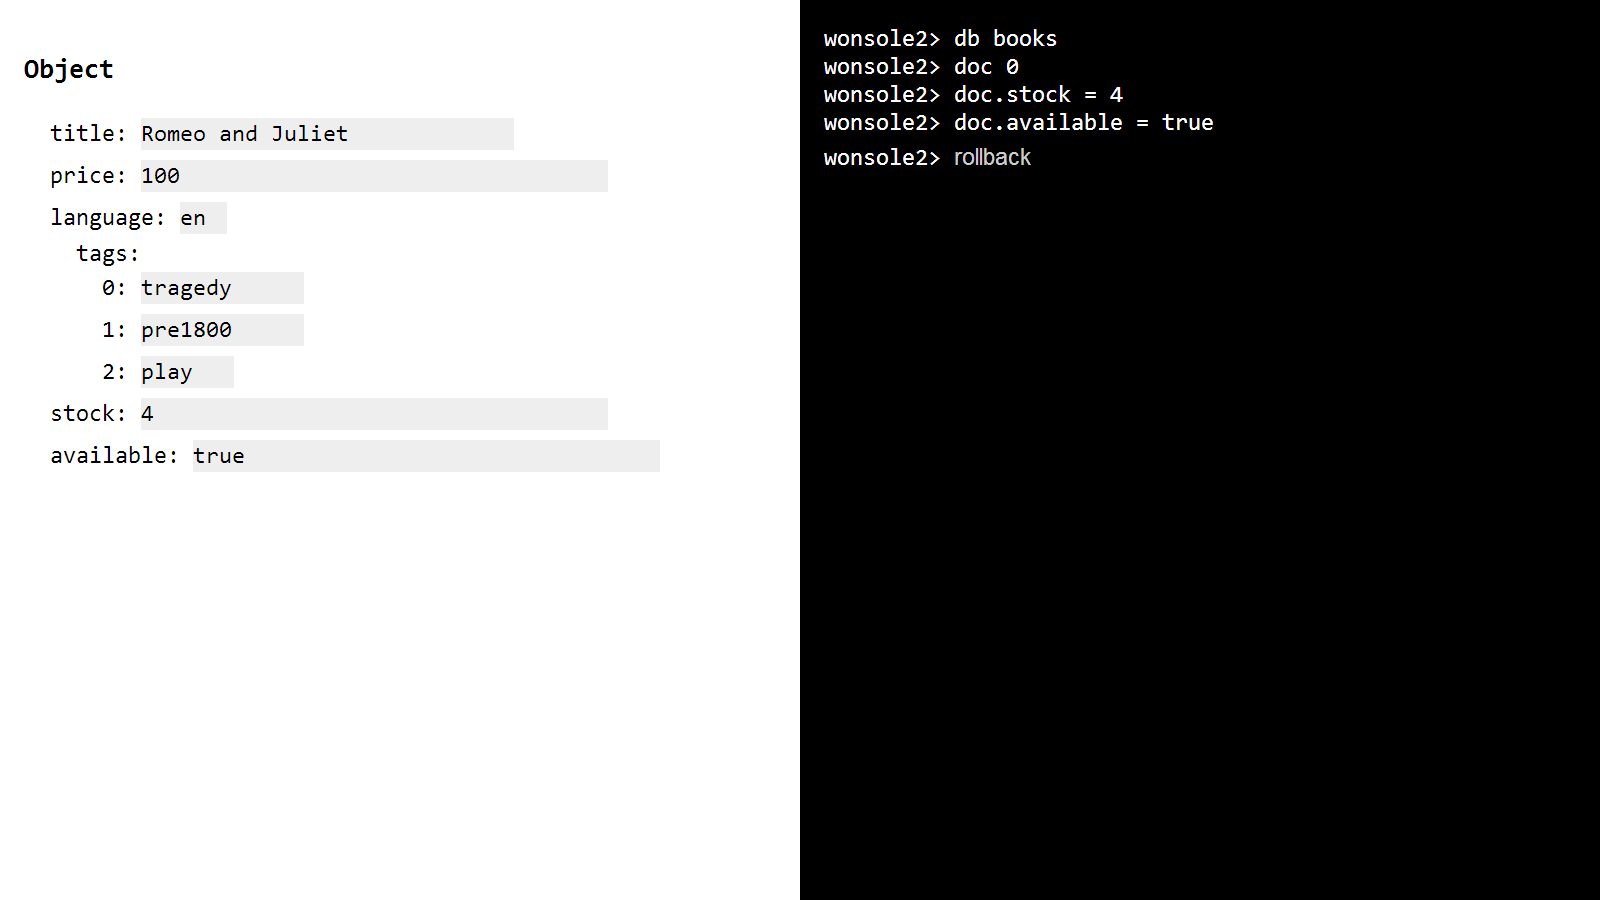 Object
title: Romeo and Juliet
price: 100
language: en
tags:
0: tragedy
1: pre1800
2: play
stock: 4
available: true
wonsole2> db books
wonsole2> doc 0
wonsole2> doc.stock = 4
wonsole2> doc.available = true
wonsole2> rollback